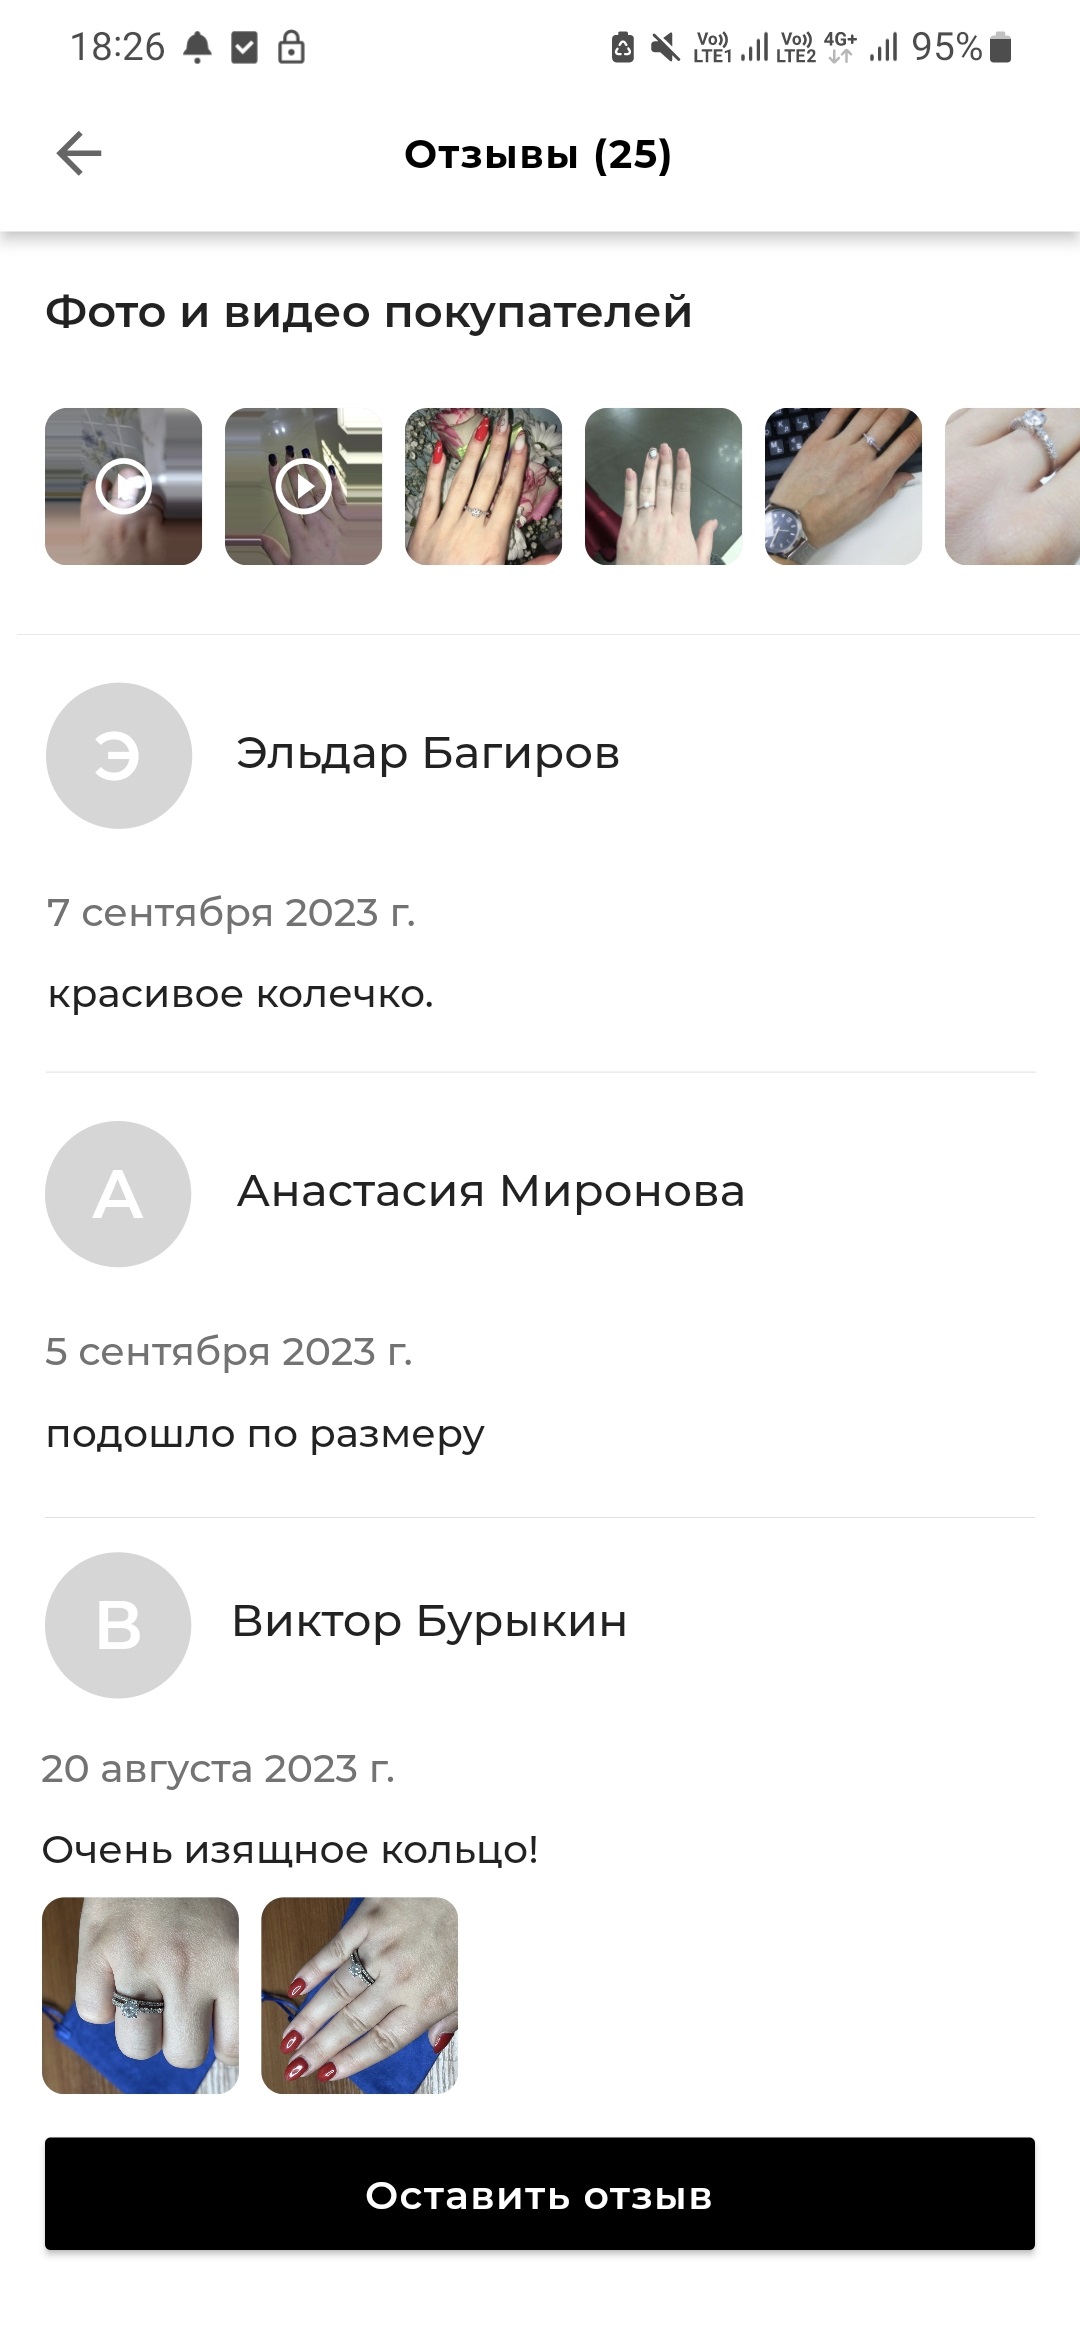 18:26 Vo)) LTE1 Vo)) LTE2 4G+ 95%
Отзывы (25)
Фото и видео покупателей
Э Эльдар Багиров
7 сентября 2023 г.
красивое колечко.
А Анастасия Миронова
5 сентября 2023 г.
подошло по размеру
В Виктор Бурыкин
20 августа 2023 г.
Очень изящное кольцо!
Оставить отзыв